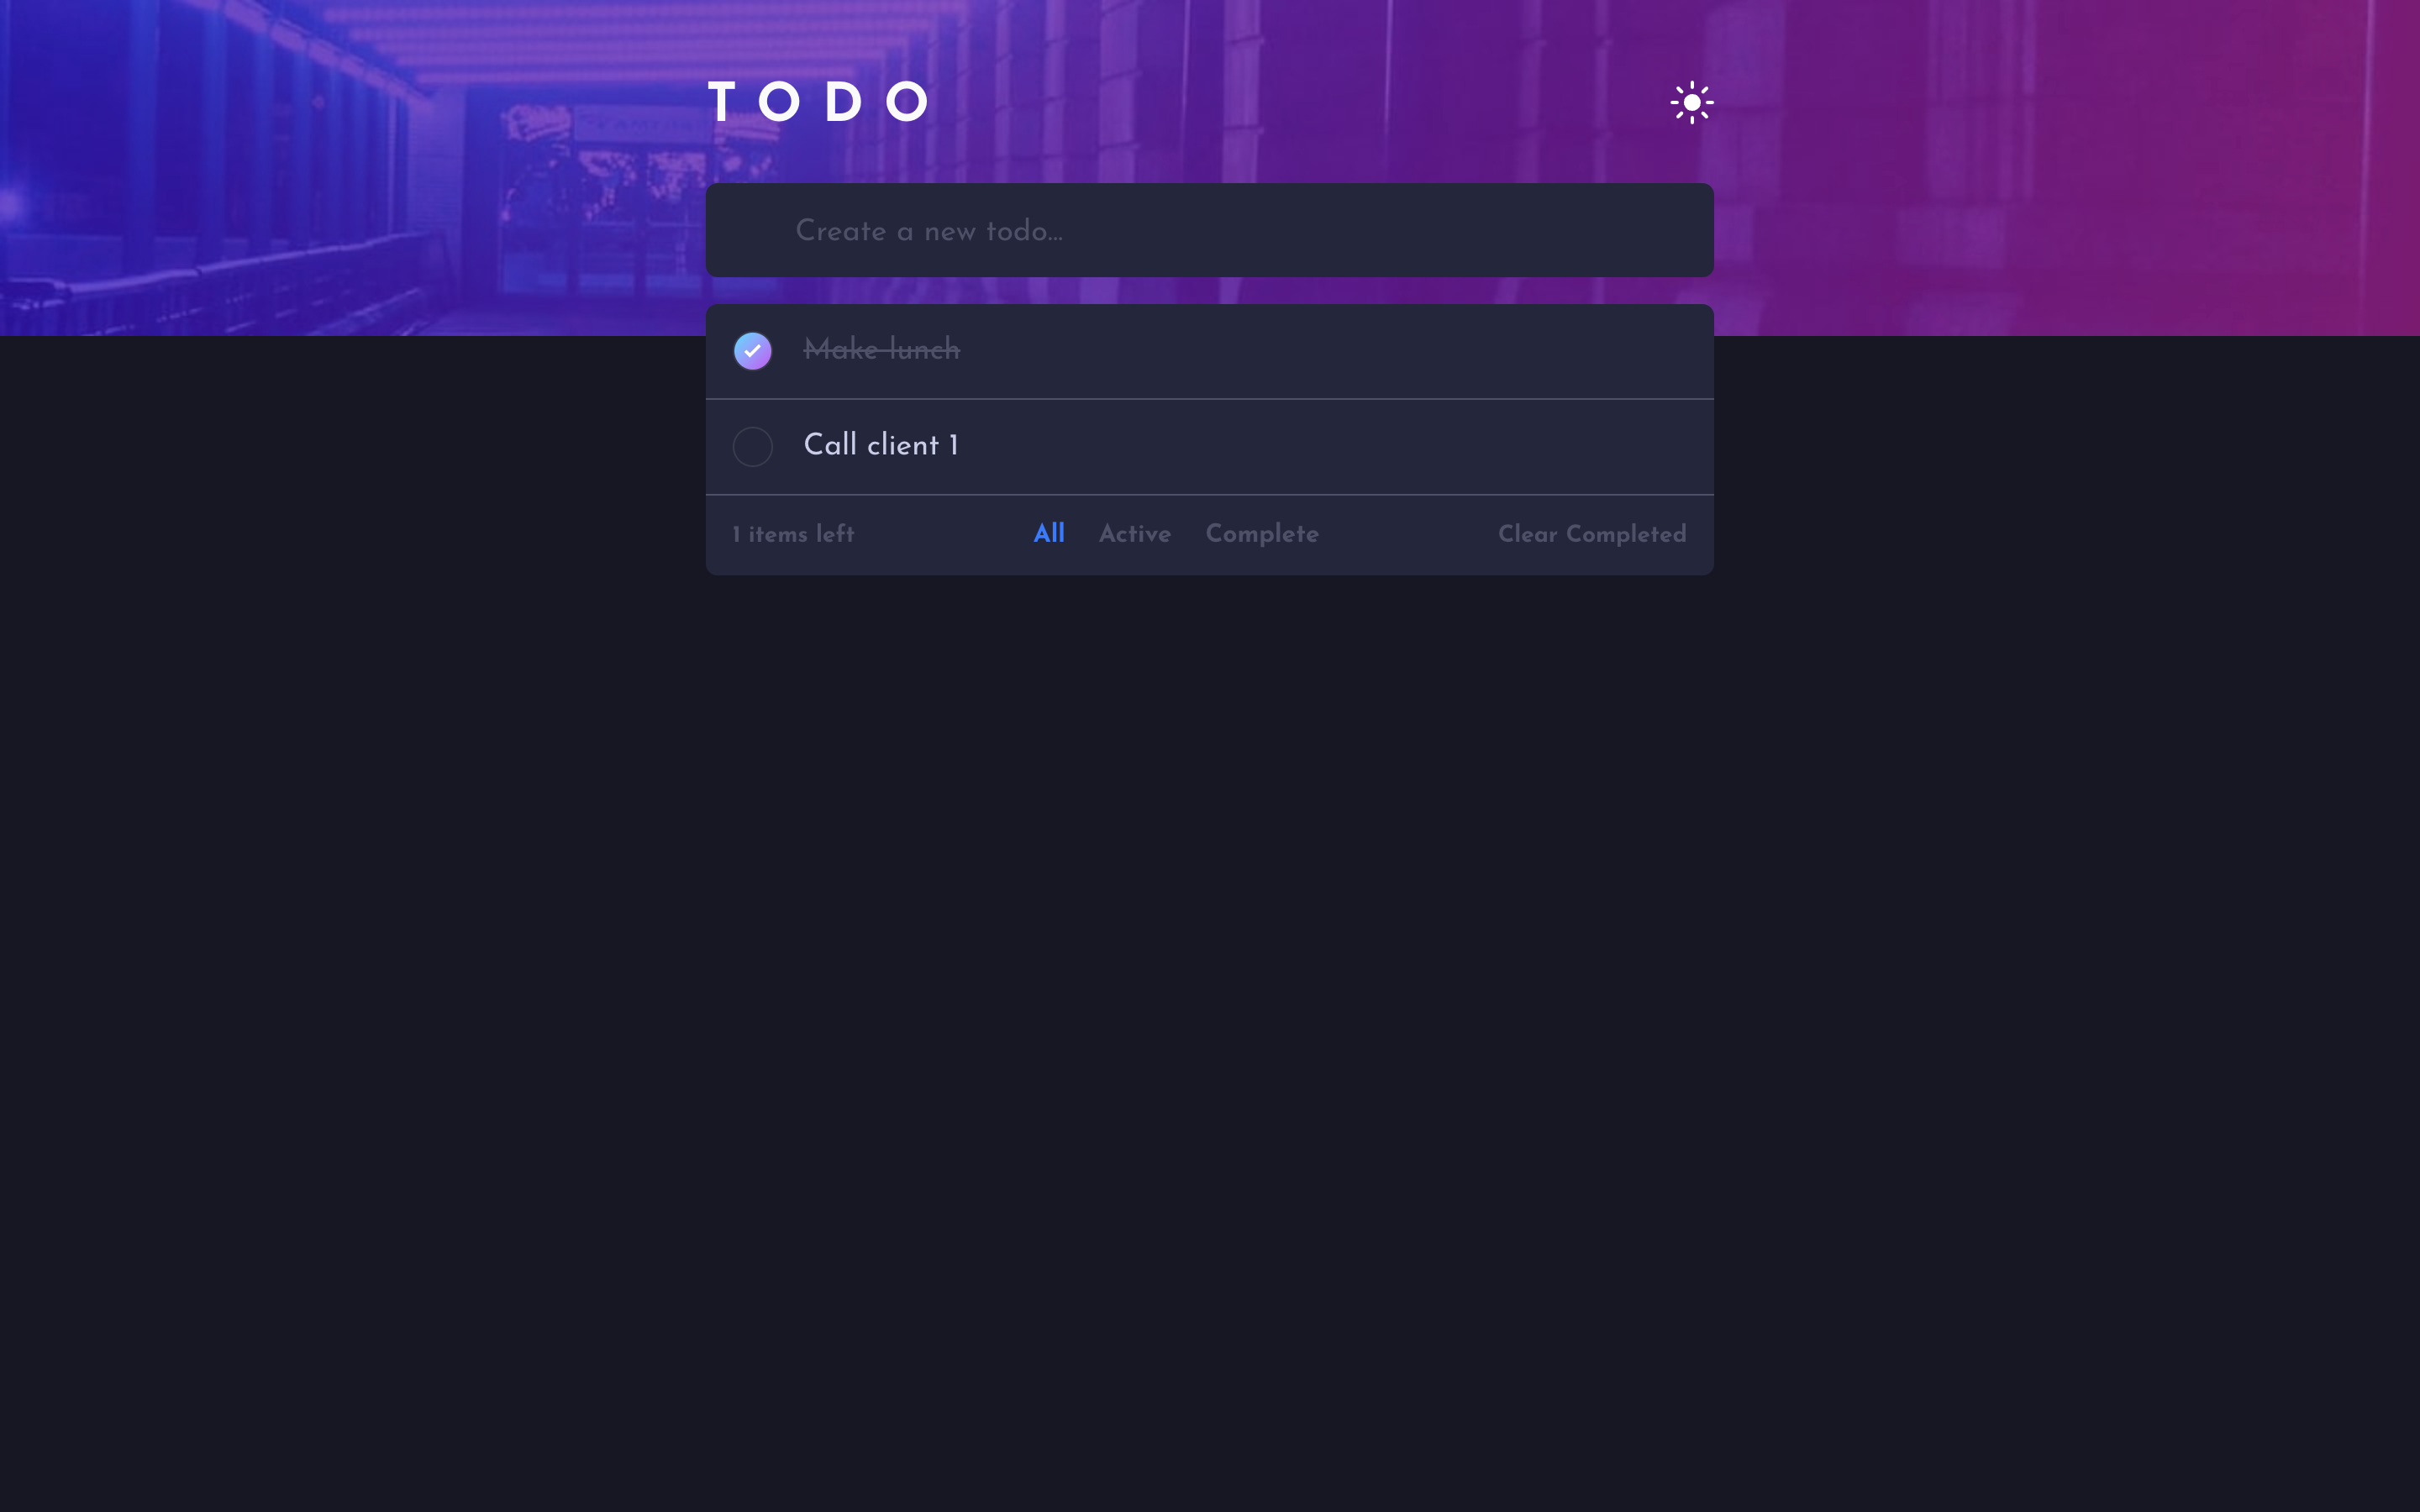 TODO
Create a new todo...
Make lunch
Call client 1
1 items left
All Active Complete
Clear Completed